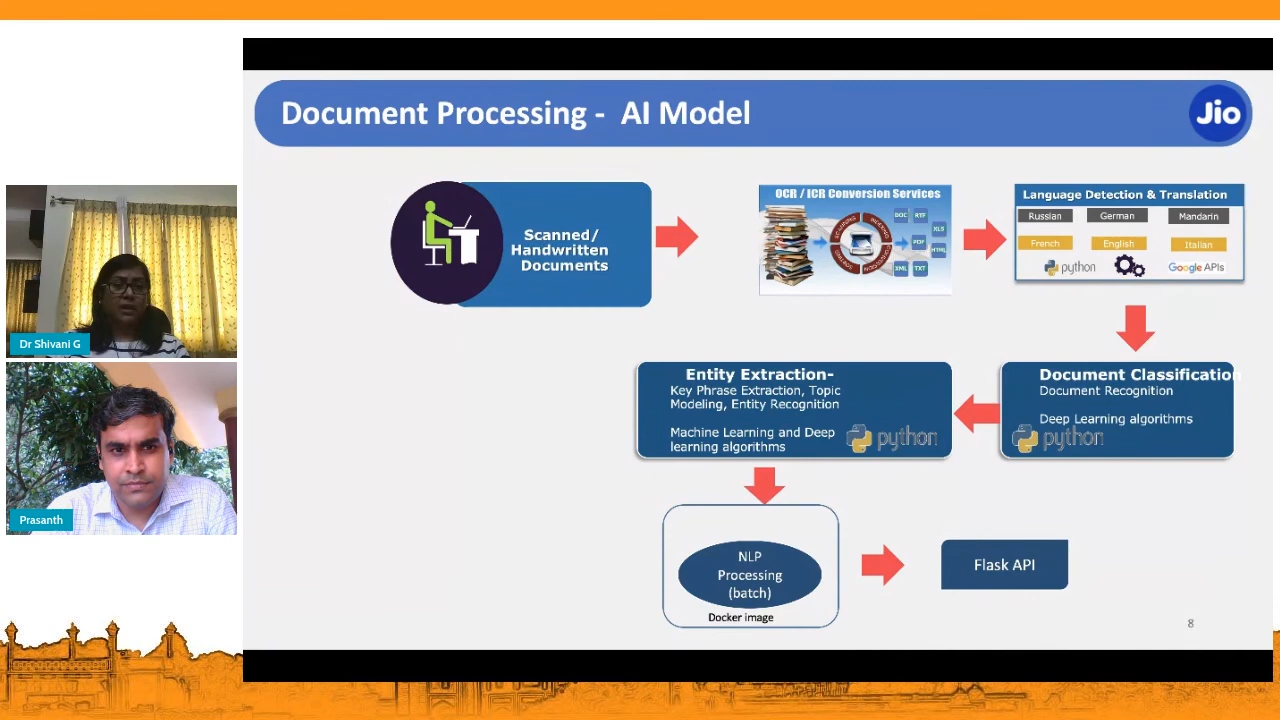 Document Processing - AI Model
Jio
Scanned/
Handwritten
Documents
OCR / ICR Conversion Services
SCANNING
INDEXING
DOC
RTF
XLS
PDF
HTML
XML
TXT
Language Detection & Translation
Russian
German
Mandarin
French
English
Italian
python
Google APIs
Entity Extraction-
Key Phrase Extraction, Topic
Modeling, Entity Recognition
Machine Learning and Deep
learning algorithms
python
Document Classification
Document Recognition
Deep Learning algorithms
python
NLP
Processing
(batch)
Docker image
Flask API
8
Dr Shivani G
Prasanth